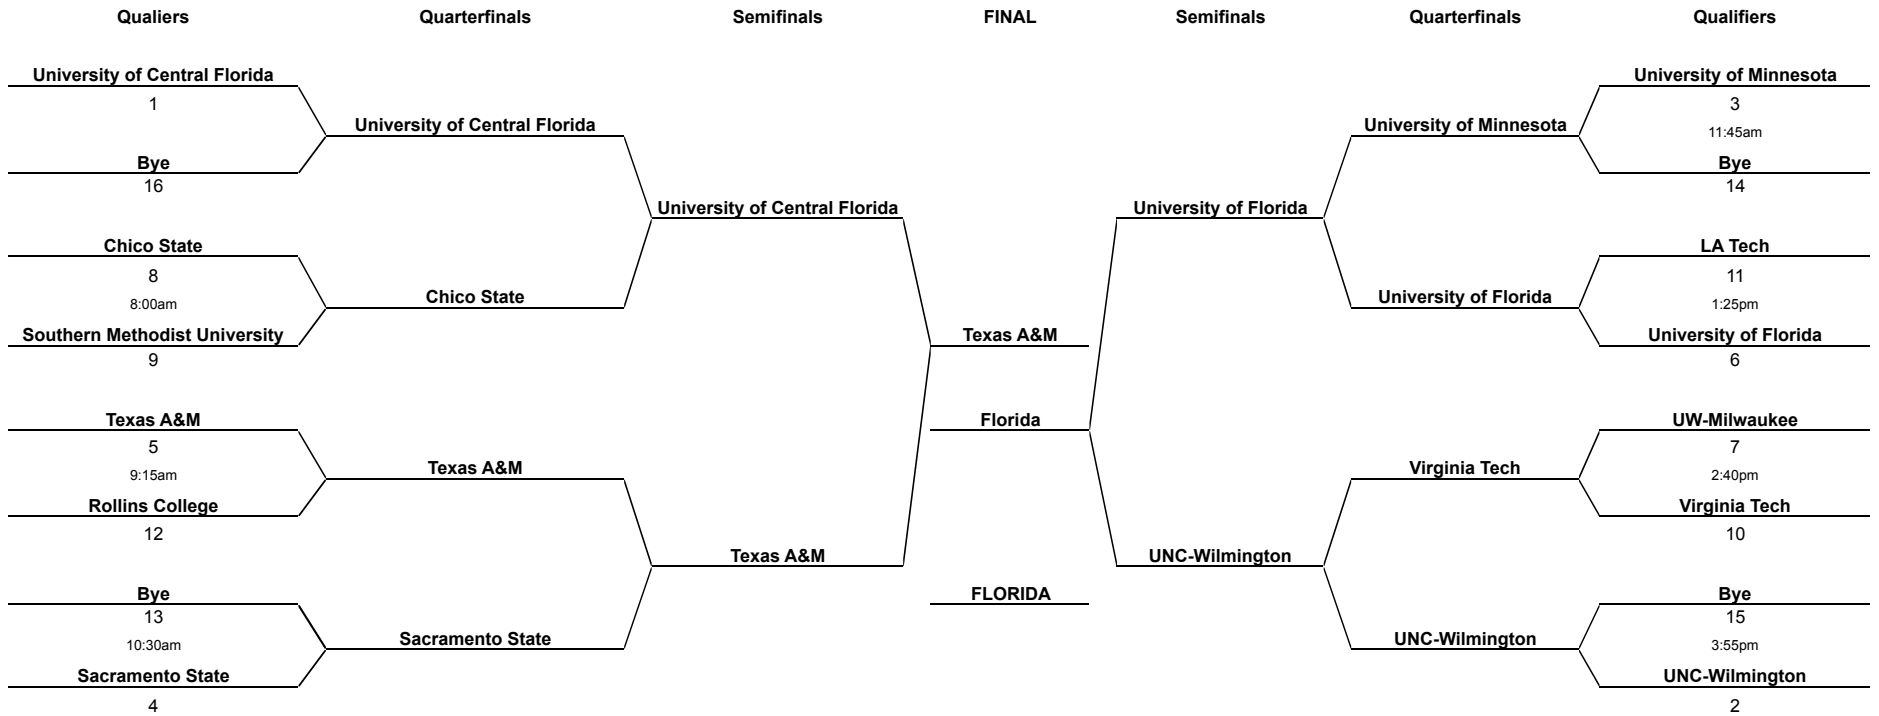 Qualiers
Quarterfinals
Semifinals
FINAL
Semifinals
Quarterfinals
Qualifiers
University of Central Florida
1
Bye
16
Chico State
8
8:00am
Southern Methodist University
9
Texas A&M
5
9:15am
Rollins College
12
Bye
13
10:30am
Sacramento State
4
University of Central Florida
Chico State
Texas A&M
Sacramento State
University of Central Florida
Texas A&M
Texas A&M
Florida
FLORIDA
University of Florida
UNC-Wilmington
University of Minnesota
University of Florida
Virginia Tech
UNC-Wilmington
University of Minnesota
3
11:45am
Bye
14
LA Tech
11
1:25pm
University of Florida
6
UW-Milwaukee
7
2:40pm
Virginia Tech
10
Bye
15
3:55pm
UNC-Wilmington
2